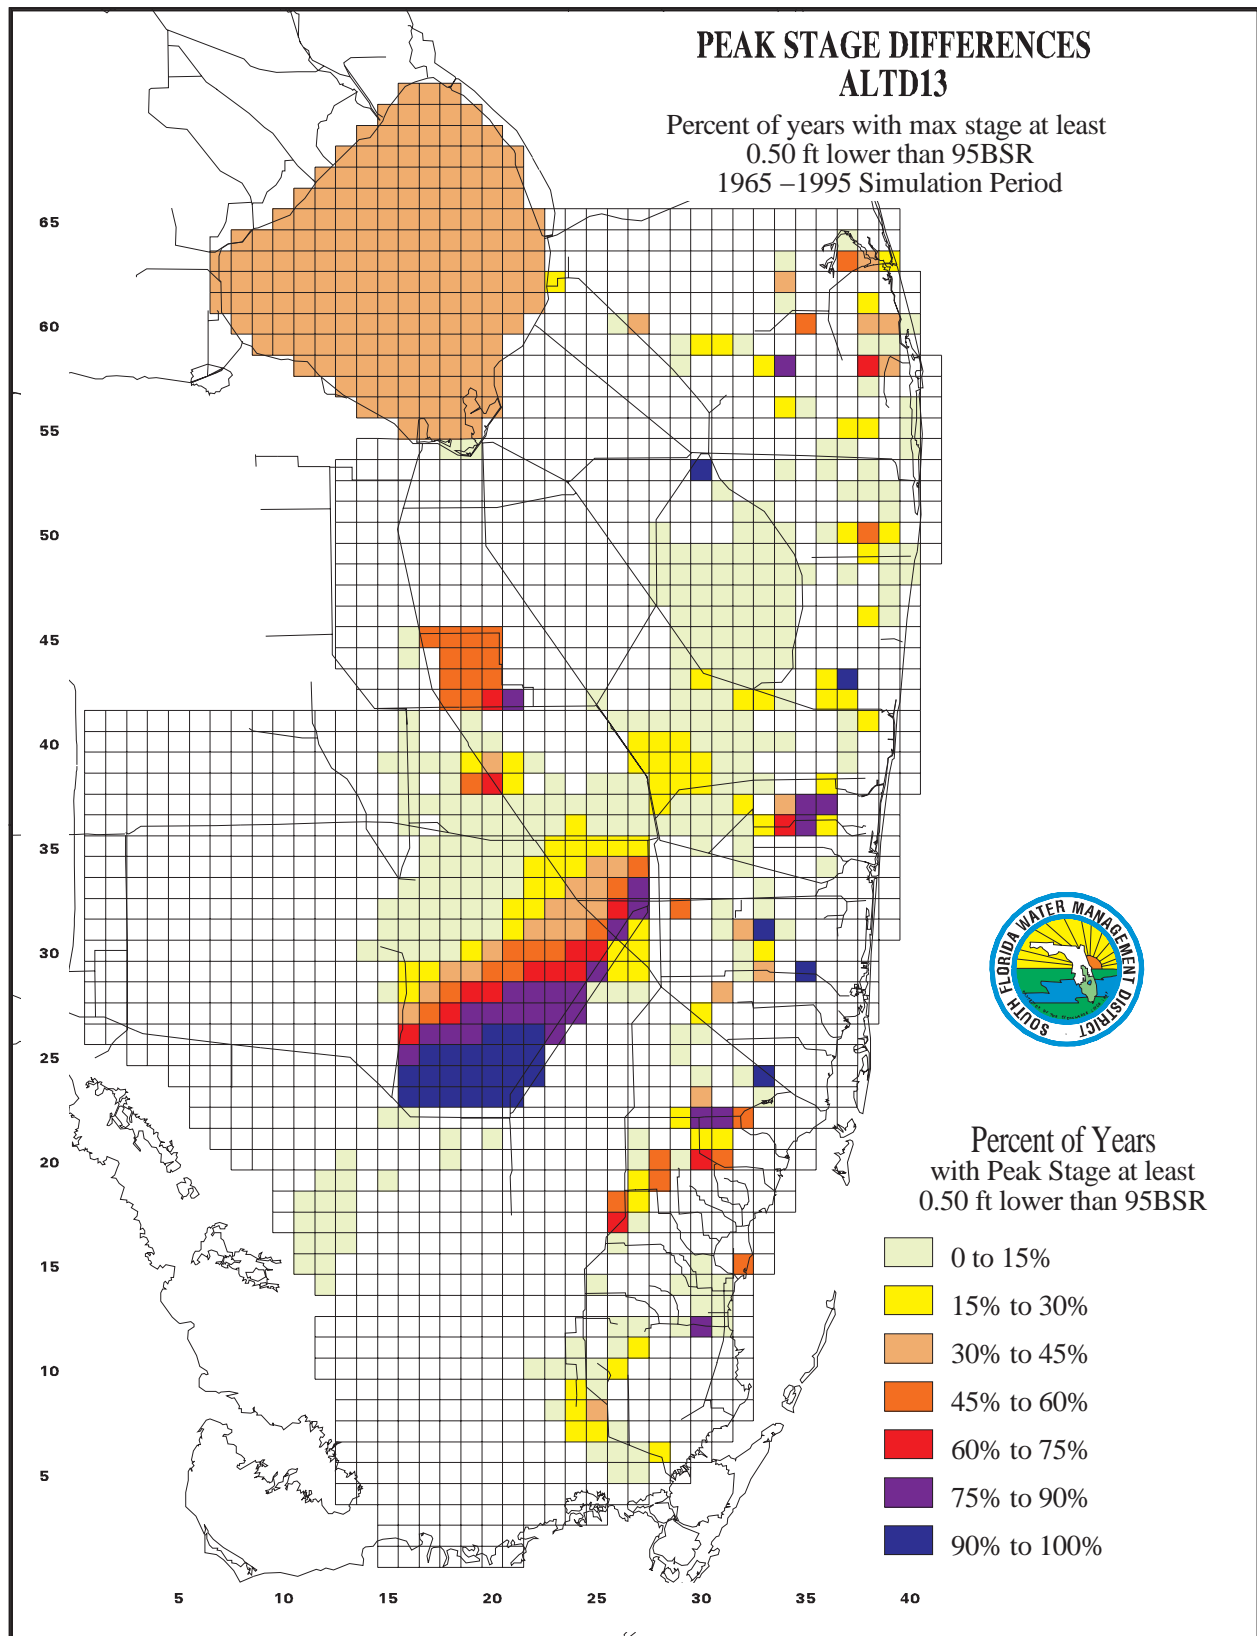 PEAK STAGE DIFFERENCES
ALTD13
Percent of years with max stage at least
0.50 ft lower than 95BSR
1965 –1995 Simulation Period
65
60
55
50
45
40
35
30
25
20
15
10
5
SOUTH FLORIDA WATER MANAGEMENT DISTRICT
Percent of Years
with Peak Stage at least
0.50 ft lower than 95BSR
0 to 15%
15% to 30%
30% to 45%
45% to 60%
60% to 75%
75% to 90%
90% to 100%
5 10 15 20 25 30 35 40